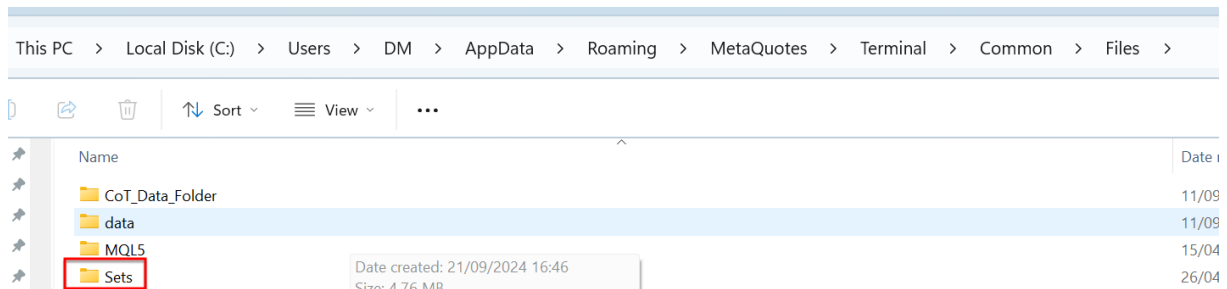 This PC > Local Disk (C:) > Users > DM > AppData > Roaming > MetaQuotes > Terminal > Common > Files >
Sort View •••
Name Date
CoT_Data_Folder 11/09
data 11/09
MQL5 15/04
Sets 26/04
Date created: 21/09/2024 16:46
Size: 4.76 MB